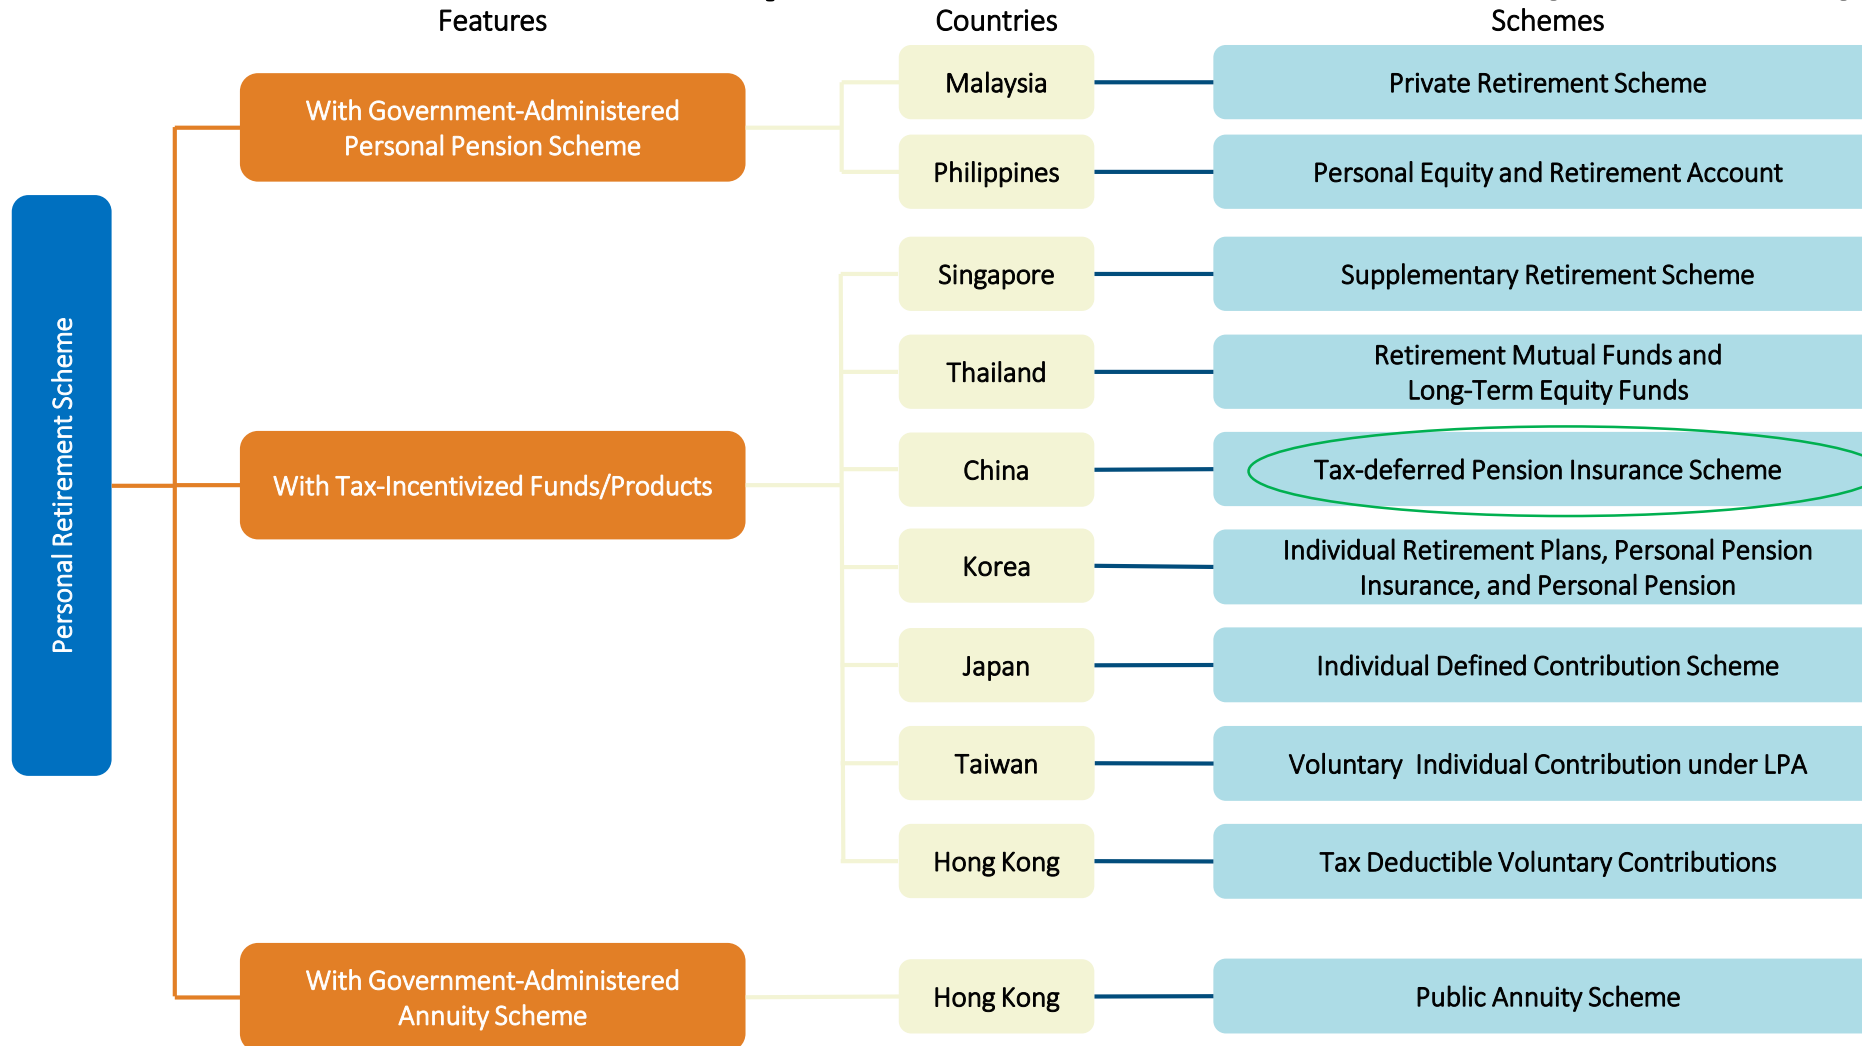 Features
Countries
Schemes
Personal Retirement Scheme
With Government-Administered
Personal Pension Scheme
Malaysia
Private Retirement Scheme
Philippines
Personal Equity and Retirement Account
With Tax-Incentivized Funds/Products
Singapore
Supplementary Retirement Scheme
Thailand
Retirement Mutual Funds and
Long-Term Equity Funds
China
Tax-deferred Pension Insurance Scheme
Korea
Individual Retirement Plans, Personal Pension
Insurance, and Personal Pension
Japan
Individual Defined Contribution Scheme
Taiwan
Voluntary  Individual Contribution under LPA
Hong Kong
Tax Deductible Voluntary Contributions
With Government-Administered
Annuity Scheme
Hong Kong
Public Annuity Scheme